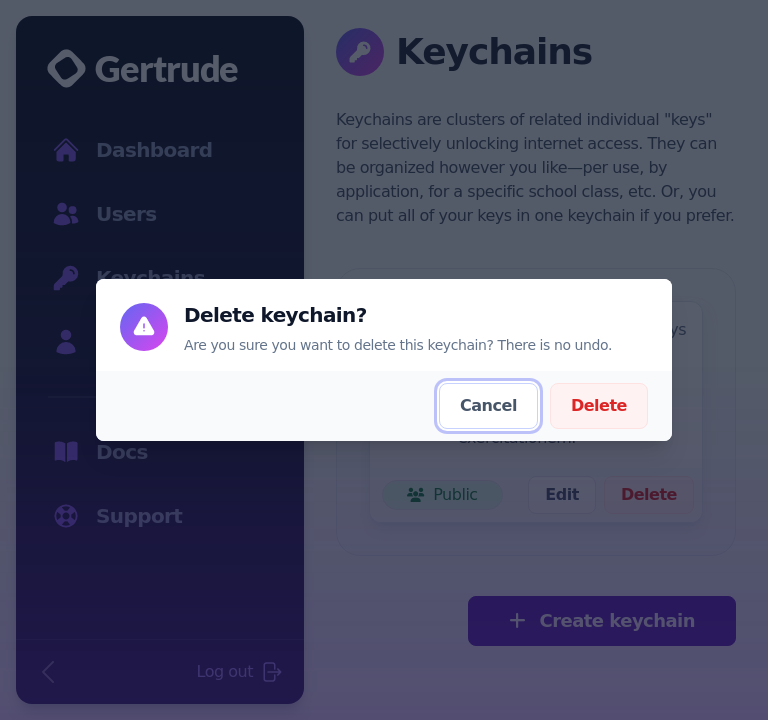 Gertrude
Dashboard
Users
Keychains
Docs
Support
Log out
Keychains
Keychains are clusters of related individual "keys"
for selectively unlocking internet access. They can
be organized however you like—per use, by
application, for a specific school class, etc. Or, you
can put all of your keys in one keychain if you prefer.
Public
Edit
Delete
Create keychain
Delete keychain?
Are you sure you want to delete this keychain? There is no undo.
Cancel
Delete